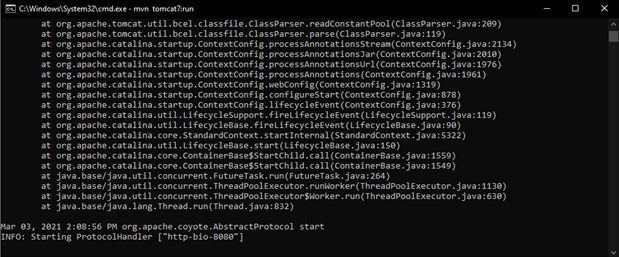 C:\Windows\System32\cmd.exe - mvn tomcat7:run
at org.apache.tomcat.util.bcel.classfile.ClassParser.readConstantPool(ClassParser.java:209)
at org.apache.tomcat.util.bcel.classfile.ClassParser.parse(ClassParser.java:119)
at org.apache.catalina.startup.ContextConfig.processAnnotationsStream(ContextConfig.java:2134)
at org.apache.catalina.startup.ContextConfig.processAnnotationsJar(ContextConfig.java:2010)
at org.apache.catalina.startup.ContextConfig.processAnnotationsUrl(ContextConfig.java:1976)
at org.apache.catalina.startup.ContextConfig.processAnnotations(ContextConfig.java:1961)
at org.apache.catalina.startup.ContextConfig.webConfig(ContextConfig.java:1319)
at org.apache.catalina.startup.ContextConfig.configureStart(ContextConfig.java:878)
at org.apache.catalina.startup.ContextConfig.lifecycleEvent(ContextConfig.java:376)
at org.apache.catalina.util.LifecycleSupport.fireLifecycleEvent(LifecycleSupport.java:119)
at org.apache.catalina.util.LifecycleBase.fireLifecycleEvent(LifecycleBase.java:90)
at org.apache.catalina.core.StandardContext.startInternal(StandardContext.java:5322)
at org.apache.catalina.util.LifecycleBase.start(LifecycleBase.java:150)
at org.apache.catalina.core.ContainerBase$StartChild.call(ContainerBase.java:1559)
at org.apache.catalina.core.ContainerBase$StartChild.call(ContainerBase.java:1549)
at java.base/java.util.concurrent.FutureTask.run(FutureTask.java:264)
at java.base/java.util.concurrent.ThreadPoolExecutor.runWorker(ThreadPoolExecutor.java:1130)
at java.base/java.util.concurrent.ThreadPoolExecutor$Worker.run(ThreadPoolExecutor.java:630)
at java.base/java.lang.Thread.run(Thread.java:832)
Mar 03, 2021 2:08:56 PM org.apache.coyote.AbstractProtocol start
INFO: Starting ProtocolHandler ["http-bio-8080"]